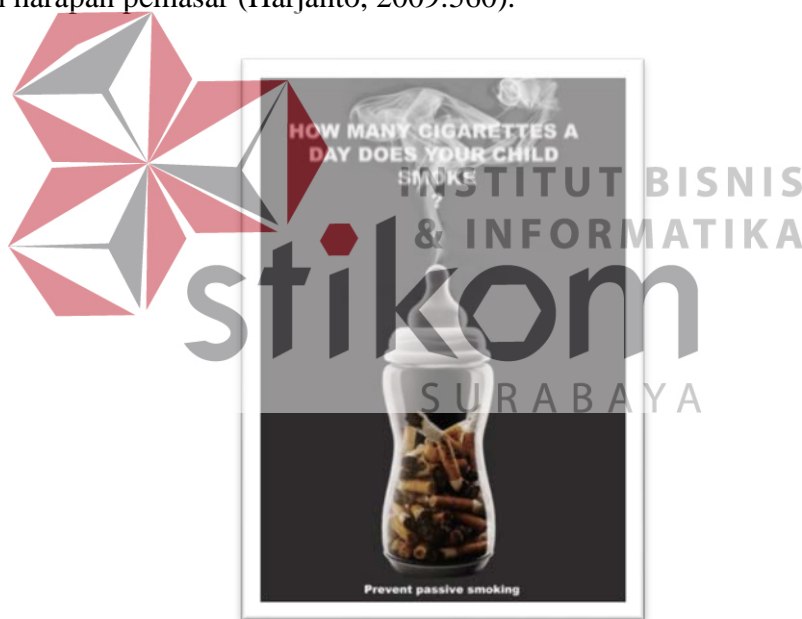 harapan pemasar (Harjanto, 2009:360).
HOW MANY CIGARETTES A
DAY DOES YOUR CHILD
SMOKE
INSTITUT BISNIS
& INFORMATIKA
stikom
SURABAYA
Prevent passive smoking